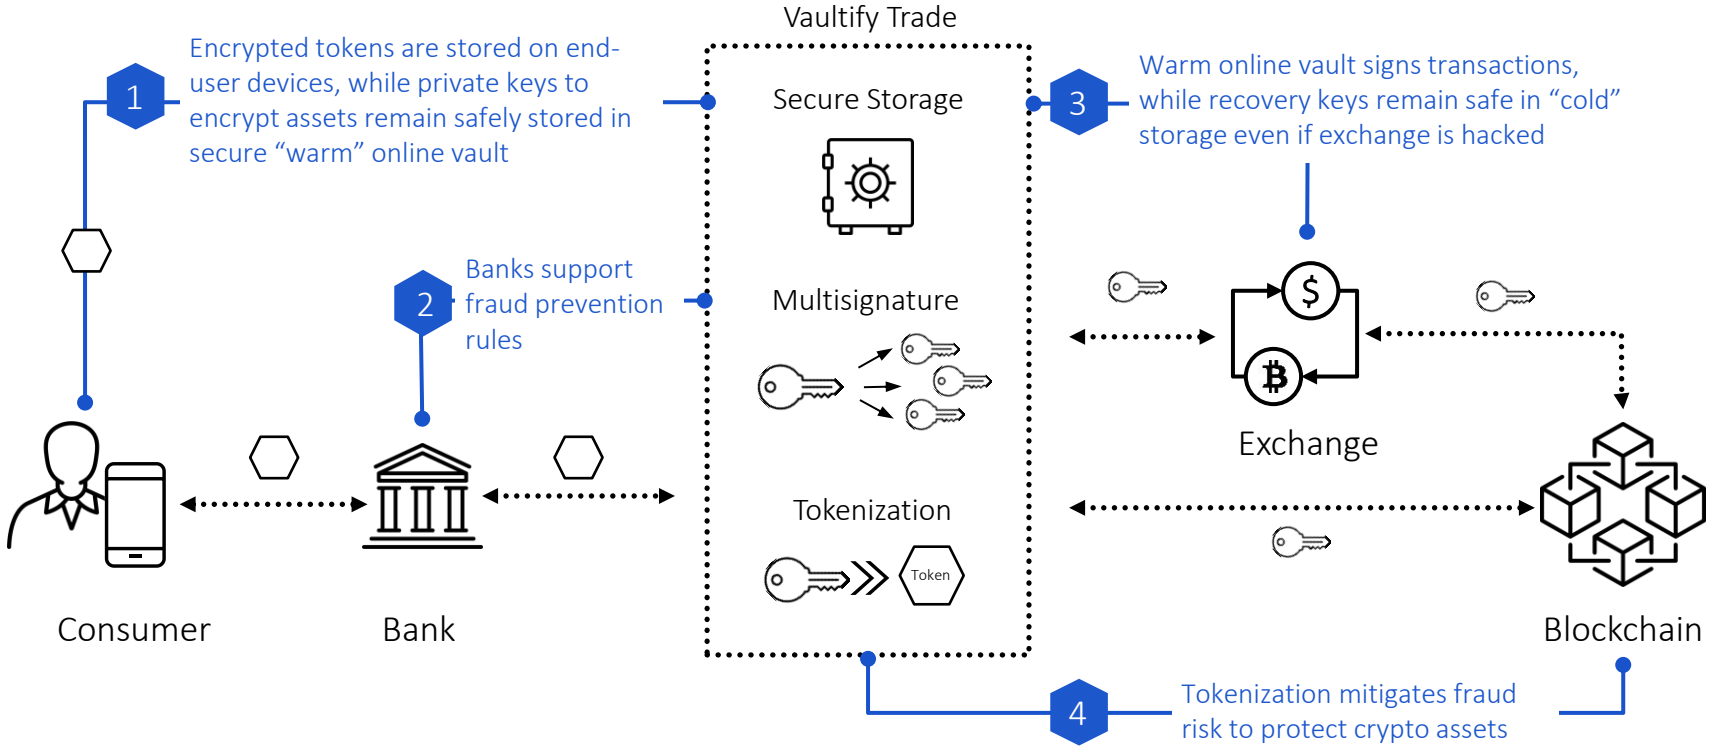 Vaultify Trade
1
Encrypted tokens are stored on end-
user devices, while private keys to
encrypt assets remain safely stored in
secure “warm” online vault
2
Banks support
fraud prevention
rules
Secure Storage
Multisignature
Tokenization
Token
3
Warm online vault signs transactions,
while recovery keys remain safe in “cold”
storage even if exchange is hacked
$
₿
Exchange
Consumer
Bank
Blockchain
4
Tokenization mitigates fraud
risk to protect crypto assets